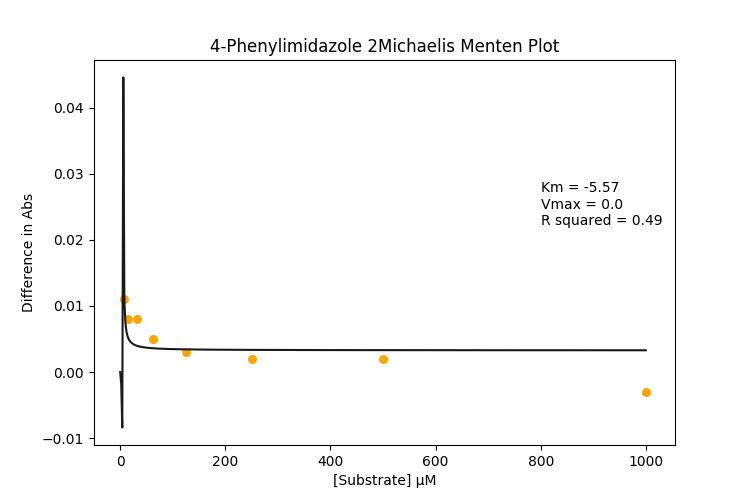 4-Phenylimidazole 2Michaelis Menten Plot
0.04
0.03
0.02
0.01
0.00
−0.01
Difference in Abs
Km = -5.57
Vmax = 0.0
R squared = 0.49
0 200 400 600 800 1000
[Substrate] μM